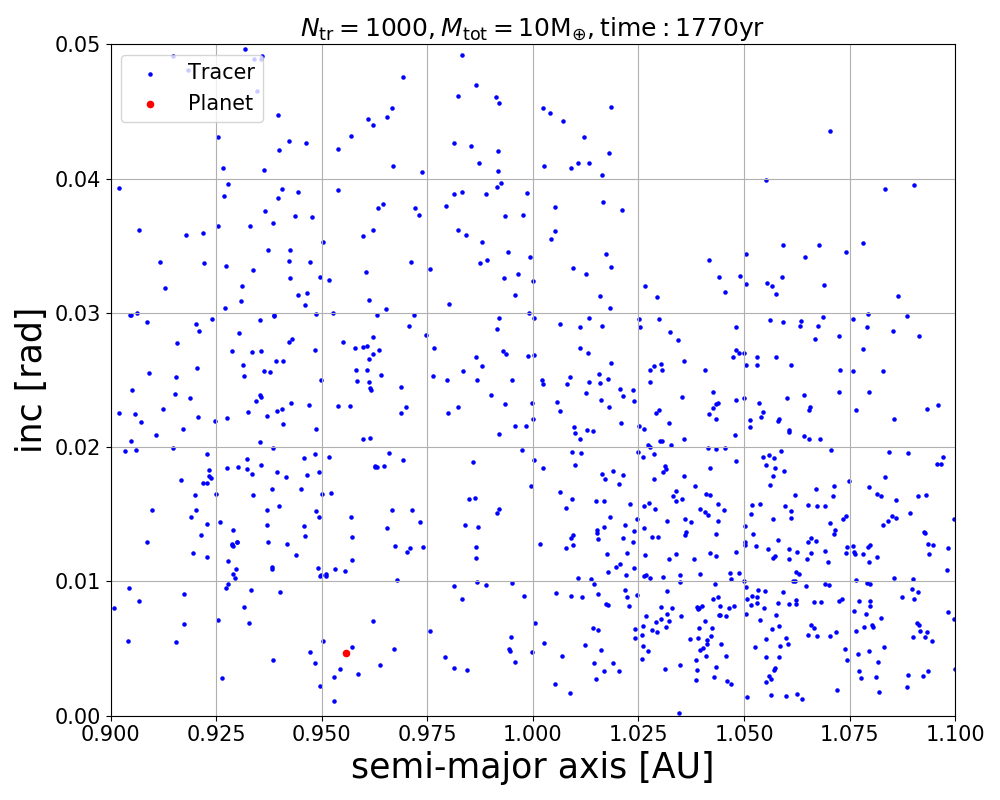 N_tr = 1000, M_tot = 10M_⊕, time : 1770yr
0.05
0.04
0.03
0.02
0.01
0.00
inc [rad]
Tracer
Planet
0.900 0.925 0.950 0.975 1.000 1.025 1.050 1.075 1.100
semi-major axis [AU]